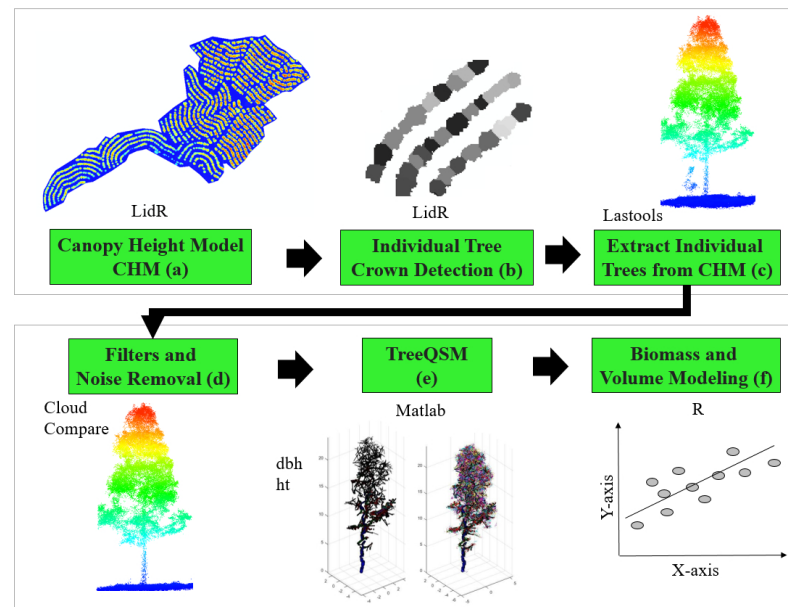 LidR
LidR
Lastools
Canopy Height Model
CHM (a)
Individual Tree
Crown Detection (b)
Extract Individual
Trees from CHM (c)
Filters and
Noise Removal (d)
TreeQSM
(e)
Biomass and
Volume Modeling (f)
Cloud
Compare
Matlab
R
dbh
ht
Y-axis
X-axis